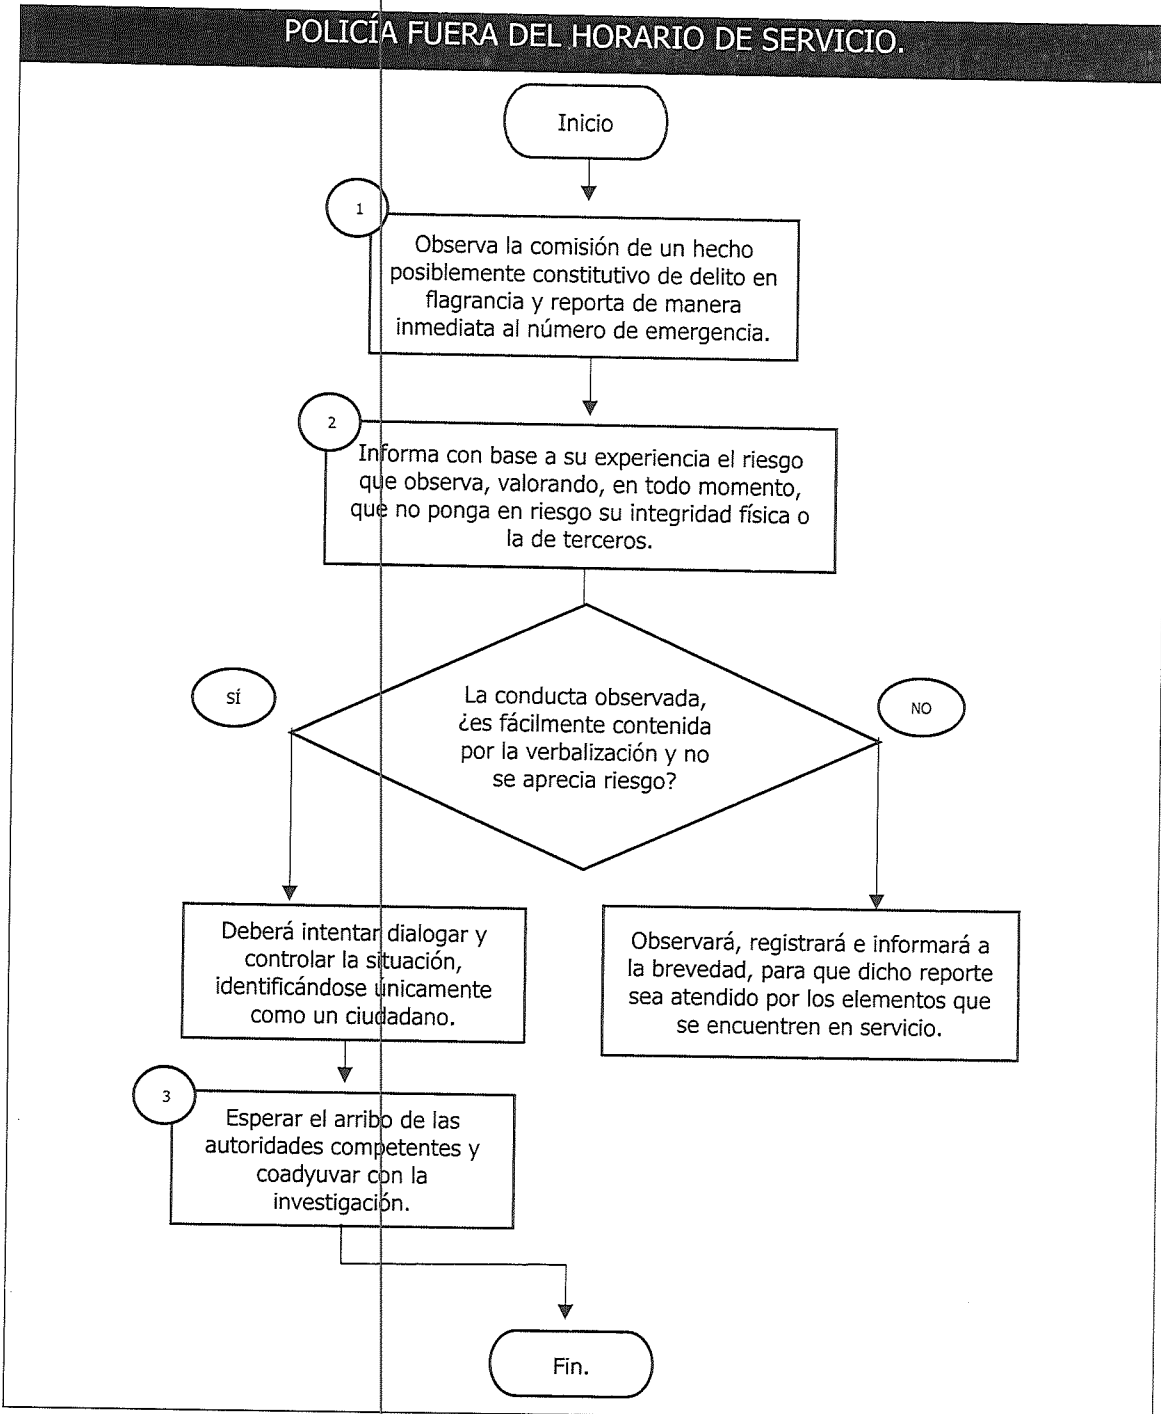 POLICÍA FUERA DEL HORARIO DE SERVICIO.
Inicio
1
Observa la comisión de un hecho
posiblemente constitutivo de delito en
flagrancia y reporta de manera
inmediata al número de emergencia.
2
Informa con base a su experiencia el riesgo
que observa, valorando, en todo momento,
que no ponga en riesgo su integridad física o
la de terceros.
SÍ
La conducta observada,
¿es fácilmente contenida
por la verbalización y no
se aprecia riesgo?
NO
Deberá intentar dialogar y
controlar la situación,
identificándose únicamente
como un ciudadano.
Observará, registrará e informará a
la brevedad, para que dicho reporte
sea atendido por los elementos que
se encuentren en servicio.
3
Esperar el arribo de las
autoridades competentes y
coadyuvar con la
investigación.
Fin.